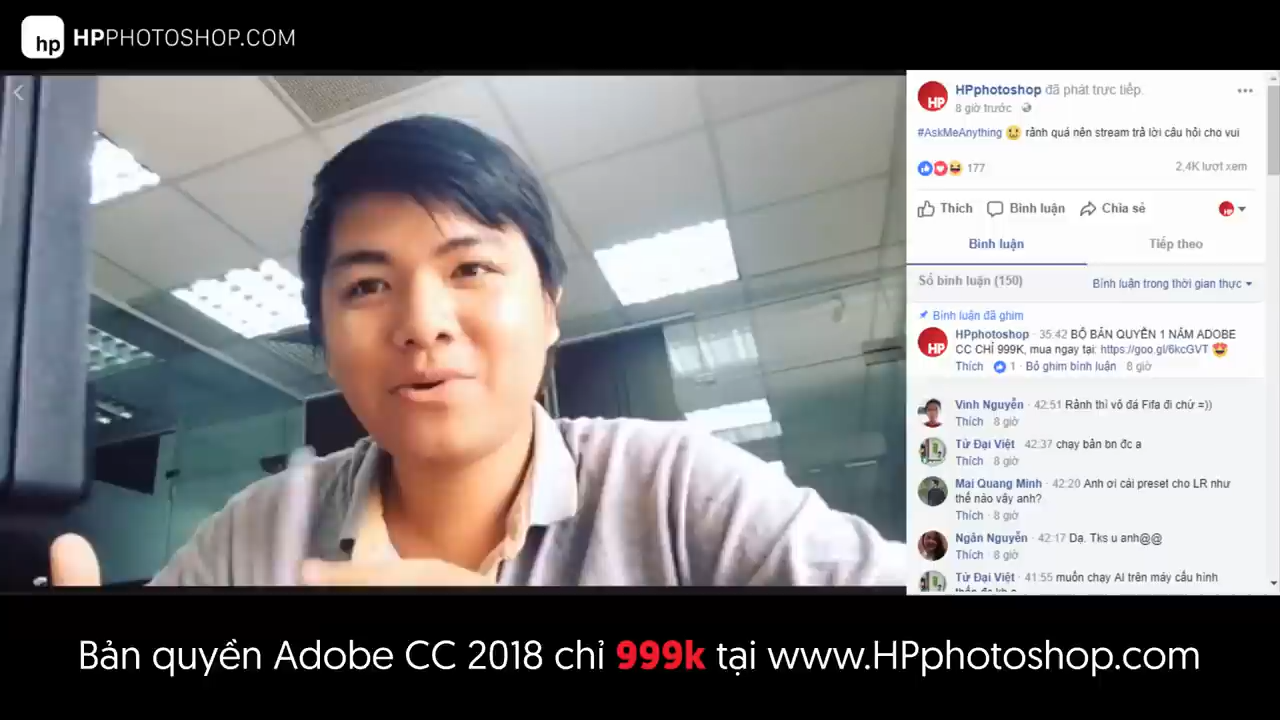 hp HPPHOTOSHOP.COM
HPphotoshop đã phát trực tiếp.
8 giờ trước
#AskMeAnything rảnh quá nên stream trả lời câu hỏi cho vui
177
2.4K lượt xem
Thích Bình luận Chia sẻ
Bình luận Tiếp theo
Số bình luận (150) Bình luận trong thời gian thực
Bình luận đã ghim
HPphotoshop · 35:42 BỘ BẢN QUYỀN 1 NĂM ADOBE
CC CHỈ 999K, mua ngay tại: https://goo.gl/6kcGVT
Thích · 1 · Bỏ ghim bình luận · 8 giờ
Vinh Nguyễn · 42:51 Rảnh thì vô đá Fifa đi chứ =))
Thích · 8 giờ
Tứ Đại Việt · 42:37 chạy bản bn đc a
Thích · 8 giờ
Mai Quang Minh · 42:20 Anh ơi cái preset cho LR như
thế nào vậy anh?
Thích · 8 giờ
Ngân Nguyễn · 42:17 Dạ. Tks u anh@@
Thích · 8 giờ
Tứ Đại Việt · 41:55 muốn chạy AI trên máy cấu hình
Bản quyền Adobe CC 2018 chỉ 999k tại www.HPphotoshop.com